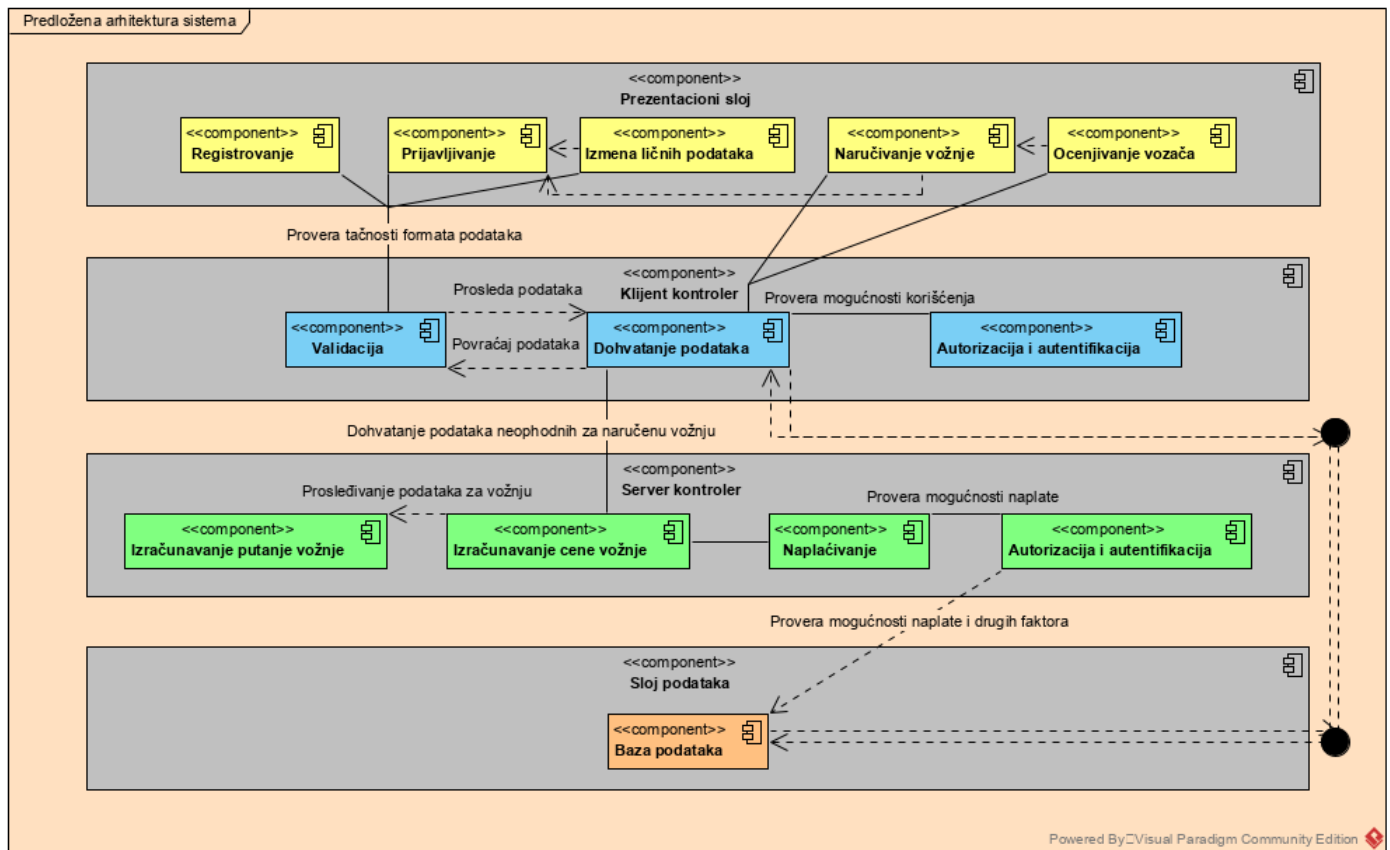 Predložena arhitektura sistema
<<component>>
Prezentacioni sloj
<<component>>
Registrovanje
<<component>>
Prijavljivanje
<<component>>
Izmena ličnih podataka
<<component>>
Naručivanje vožnje
<<component>>
Ocenjivanje vozača
Provera tačnosti formata podataka
<<component>>
Klijent kontroler
Prosleda podataka
Provera mogućnosti korišćenja
<<component>>
Validacija
Povraćaj podataka
<<component>>
Dohvatanje podataka
<<component>>
Autorizacija i autentifikacija
Dohvatanje podataka neophodnih za naručenu vožnju
<<component>>
Server kontroler
Prosleđivanje podataka za vožnju
Provera mogućnosti naplate
<<component>>
Izračunavanje putanje vožnje
<<component>>
Izračunavanje cene vožnje
<<component>>
Naplaćivanje
<<component>>
Autorizacija i autentifikacija
Provera mogućnosti naplate i drugih faktora
<<component>>
Sloj podataka
<<component>>
Baza podataka
Powered By Visual Paradigm Community Edition